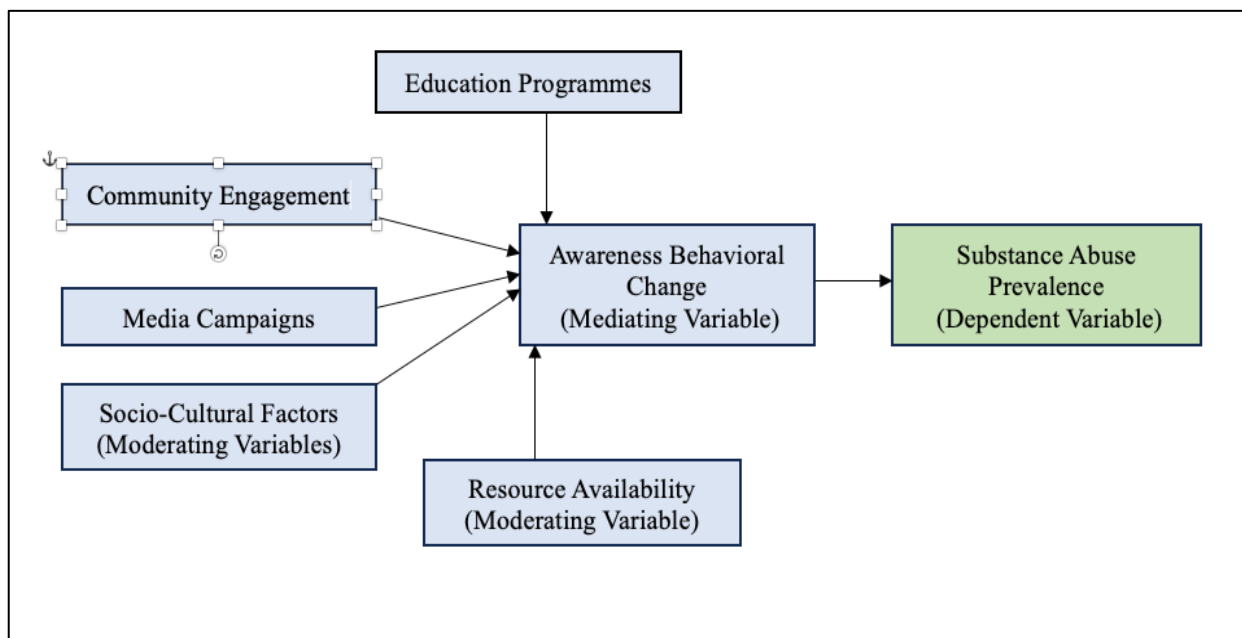 Education Programmes
Community Engagement
Awareness Behavioral
Change
(Mediating Variable)
Substance Abuse
Prevalence
(Dependent Variable)
Media Campaigns
Socio-Cultural Factors
(Moderating Variables)
Resource Availability
(Moderating Variable)